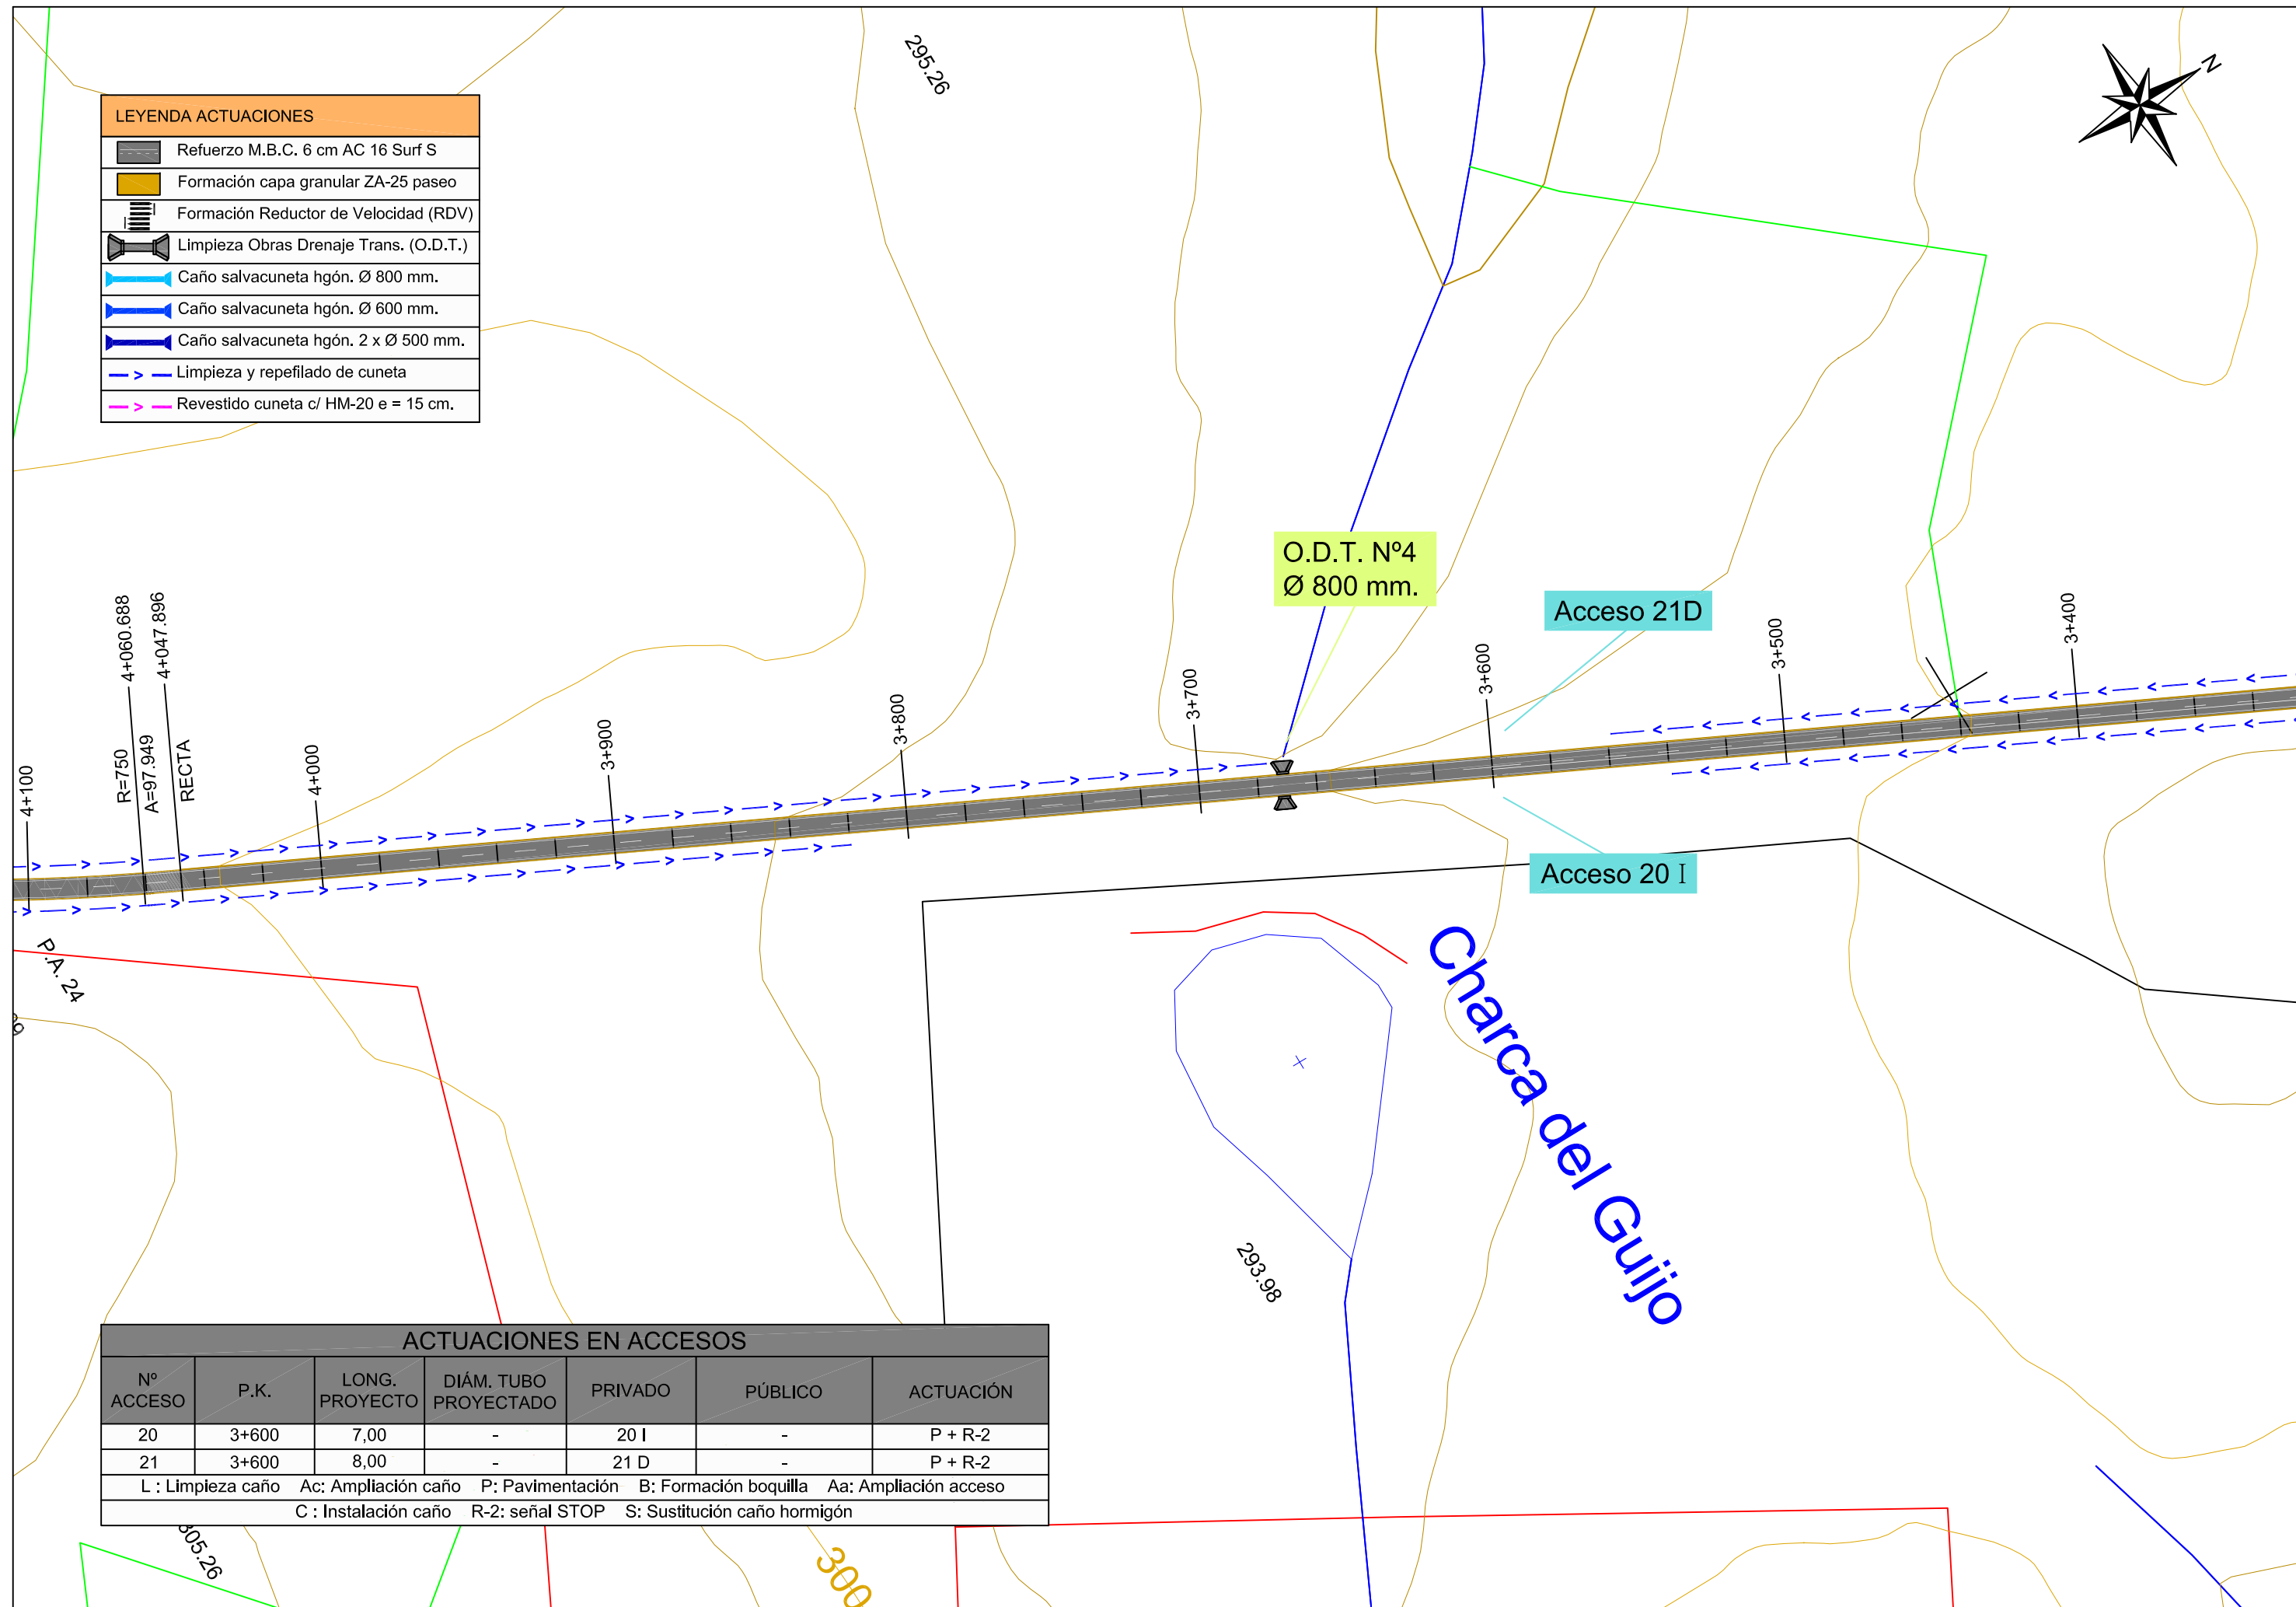 295.26
N
LEYENDA ACTUACIONES
Refuerzo M.B.C. 6 cm AC 16 Surf S
Formación capa granular ZA-25 paseo
Formación Reductor de Velocidad (RDV)
Limpieza Obras Drenaje Trans. (O.D.T.)
Caño salvacuneta hgón. Ø 800 mm.
Caño salvacuneta hgón. Ø 600 mm.
Caño salvacuneta hgón. 2 x Ø 500 mm.
Limpieza y repefilado de cuneta
Revestido cuneta c/ HM-20 e = 15 cm.
O.D.T. Nº4
Ø 800 mm.
Acceso 21D
4+100
R=750
4+060.688
A=97.949
4+047.896
RECTA
4+000
3+900
3+800
3+700
3+600
3+500
3+400
Acceso 20 I
P.A. 24
Charca del Guijo
293.98
ACTUACIONES EN ACCESOS
Nº ACCESO P.K. LONG. PROYECTO DIÁM. TUBO PROYECTADO PRIVADO PÚBLICO ACTUACIÓN
20 3+600 7,00 - 20 I - P + R-2
21 3+600 8,00 - 21 D - P + R-2
L : Limpieza caño Ac: Ampliación caño P: Pavimentación B: Formación boquilla Aa: Ampliación acceso
C : Instalación caño R-2: señal STOP S: Sustitución caño hormigón
305.26
300